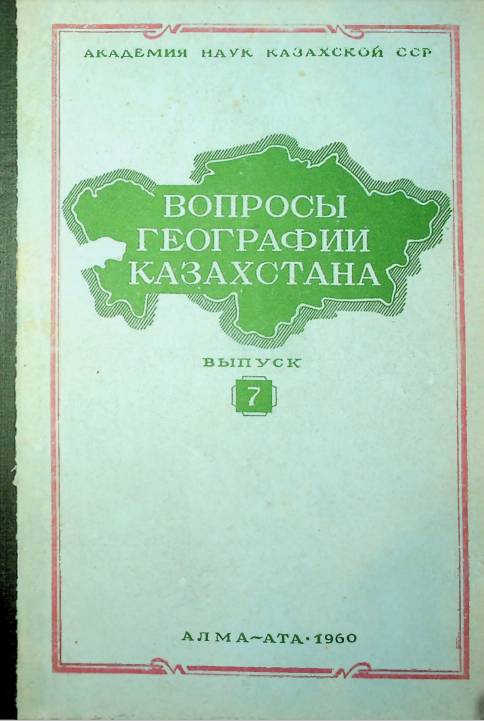 АКАДЕМИЯ НАУК КАЗАХСКОЙ ССР
ВОПРОСЫ
ГЕОГРАФИИ
КАЗАХСТАНА
ВЫПУСК
7
АЛМА~АТА·1960